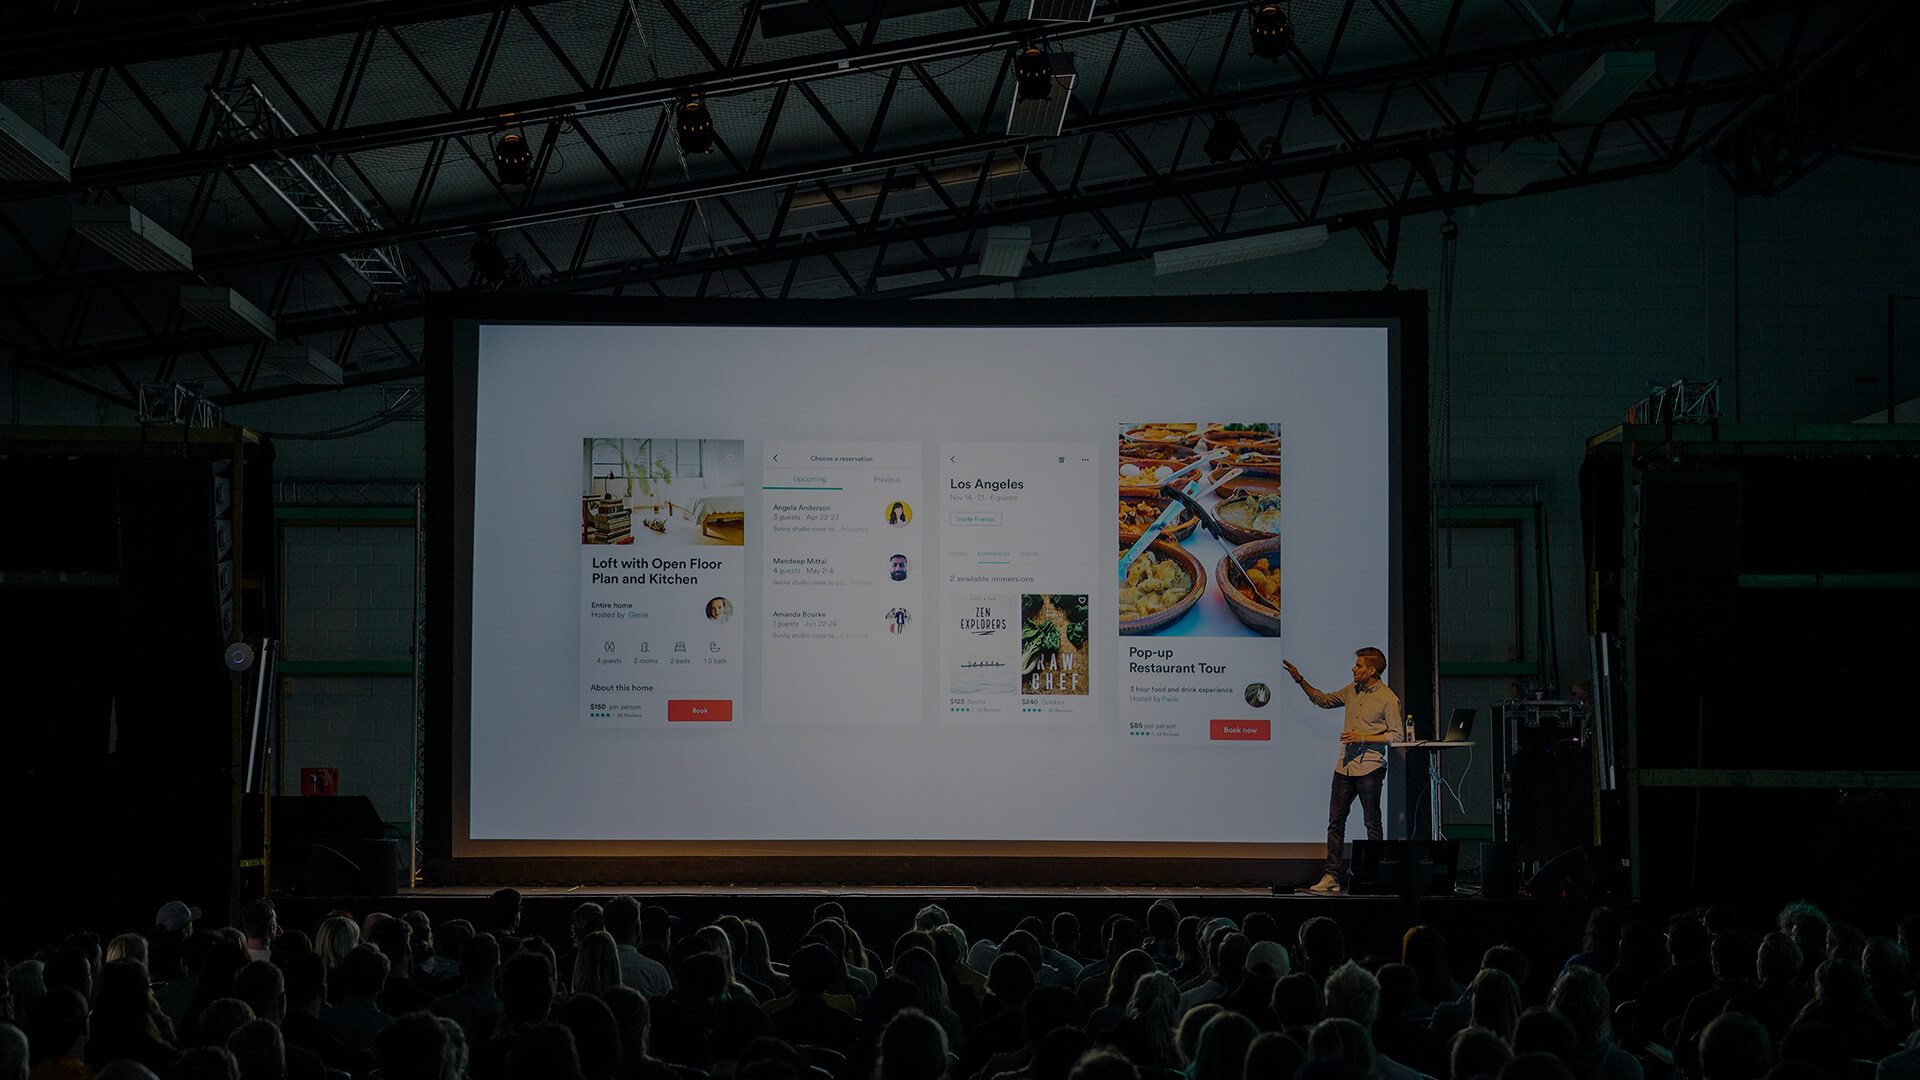 Loft with Open Floor
Plan and Kitchen
Entire home
Hosted by Genie
4 guests
2 rooms
2 beds
1.5 bath
About this home
$150 per person
Book
Choose a reservation
Upcoming
Previous
Angela Anderson
3 guests · Apr 22-23
Sunny studio close to...
Mandeep Mittal
4 guests · May 2-4
Sunny studio close to
Amanda Bourke
1 guests · Jun 22-24
Sunny studio close to...
Los Angeles
Nov 14 - 21 · 6 guests
Invite friends
EXPERIENCES
2 available immersions
ZEN
EXPLORERS
$123 Sports
RAW
CHEF
$240 Outdoor
Pop-up
Restaurant Tour
3 hour food and drink experience
Hosted by Paula
$85 per person
Book now